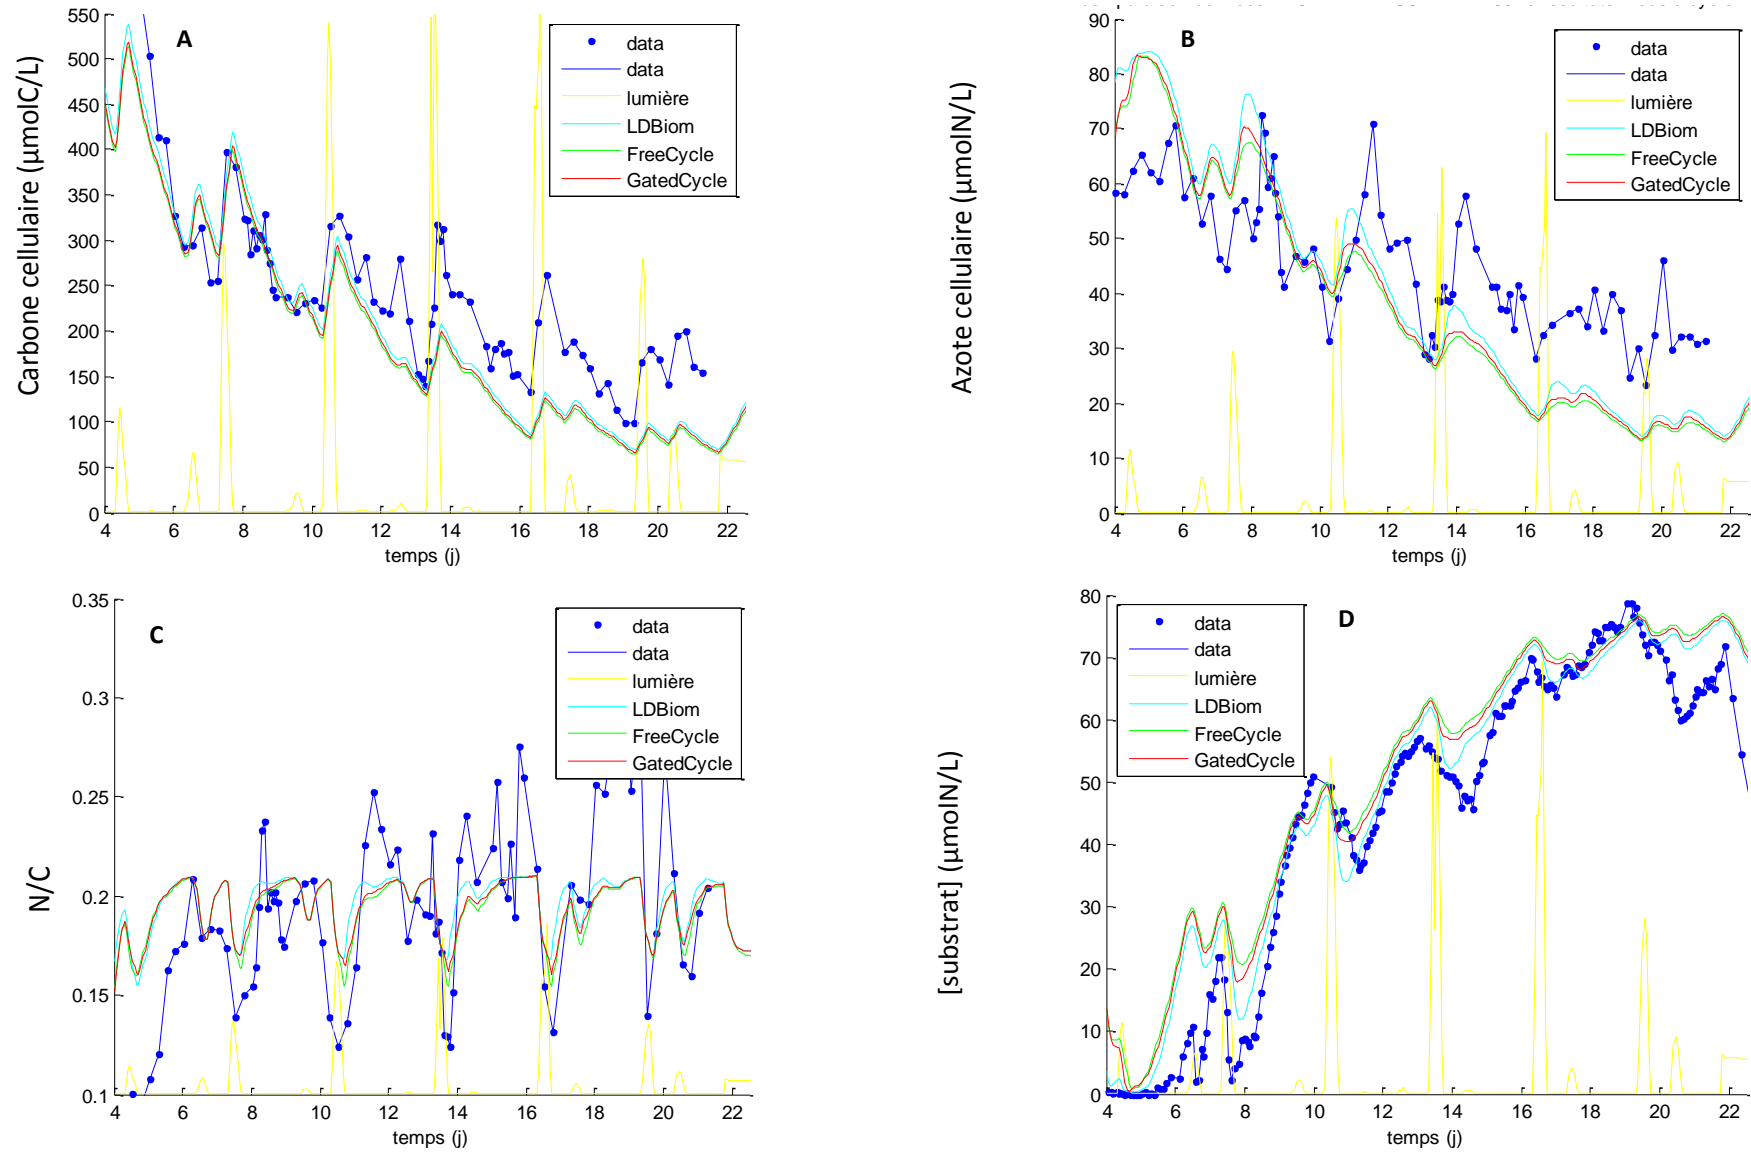 A
Carbone cellulaire (µmolC/L)
550
500
450
400
350
300
250
200
150
100
50
0
4 6 8 10 12 14 16 18 20 22
temps (j)
data
data
lumière
LDBiom
FreeCycle
GatedCycle
B
Azote cellulaire (µmolN/L)
90
80
70
60
50
40
30
20
10
0
4 6 8 10 12 14 16 18 20 22
temps (j)
data
data
lumière
LDBiom
FreeCycle
GatedCycle
C
N/C
0.35
0.3
0.25
0.2
0.15
0.1
4 6 8 10 12 14 16 18 20 22
temps (j)
data
data
lumière
LDBiom
FreeCycle
GatedCycle
D
[substrat] (µmolN/L)
80
70
60
50
40
30
20
10
0
4 6 8 10 12 14 16 18 20 22
temps (j)
data
data
lumière
LDBiom
FreeCycle
GatedCycle